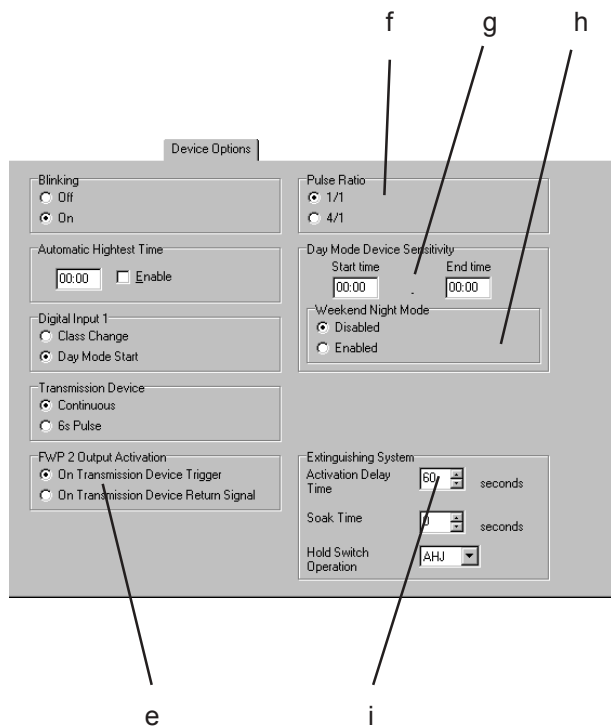 f g h
Device Options
Blinking
Off
On
Automatic Highest Time
00:00 Enable
Digital Input 1
Class Change
Day Mode Start
Transmission Device
Continuous
6s Pulse
FWP 2 Output Activation
On Transmission Device Trigger
On Transmission Device Return Signal
Pulse Ratio
1/1
4/1
Day Mode Device Sensitivity
Start time End time
00:00 - 00:00
Weekend Night Mode
Disabled
Enabled
Extinguishing System
Activation Delay
Time
60 seconds
Soak Time
0 seconds
Hold Switch
Operation
AHJ
e i